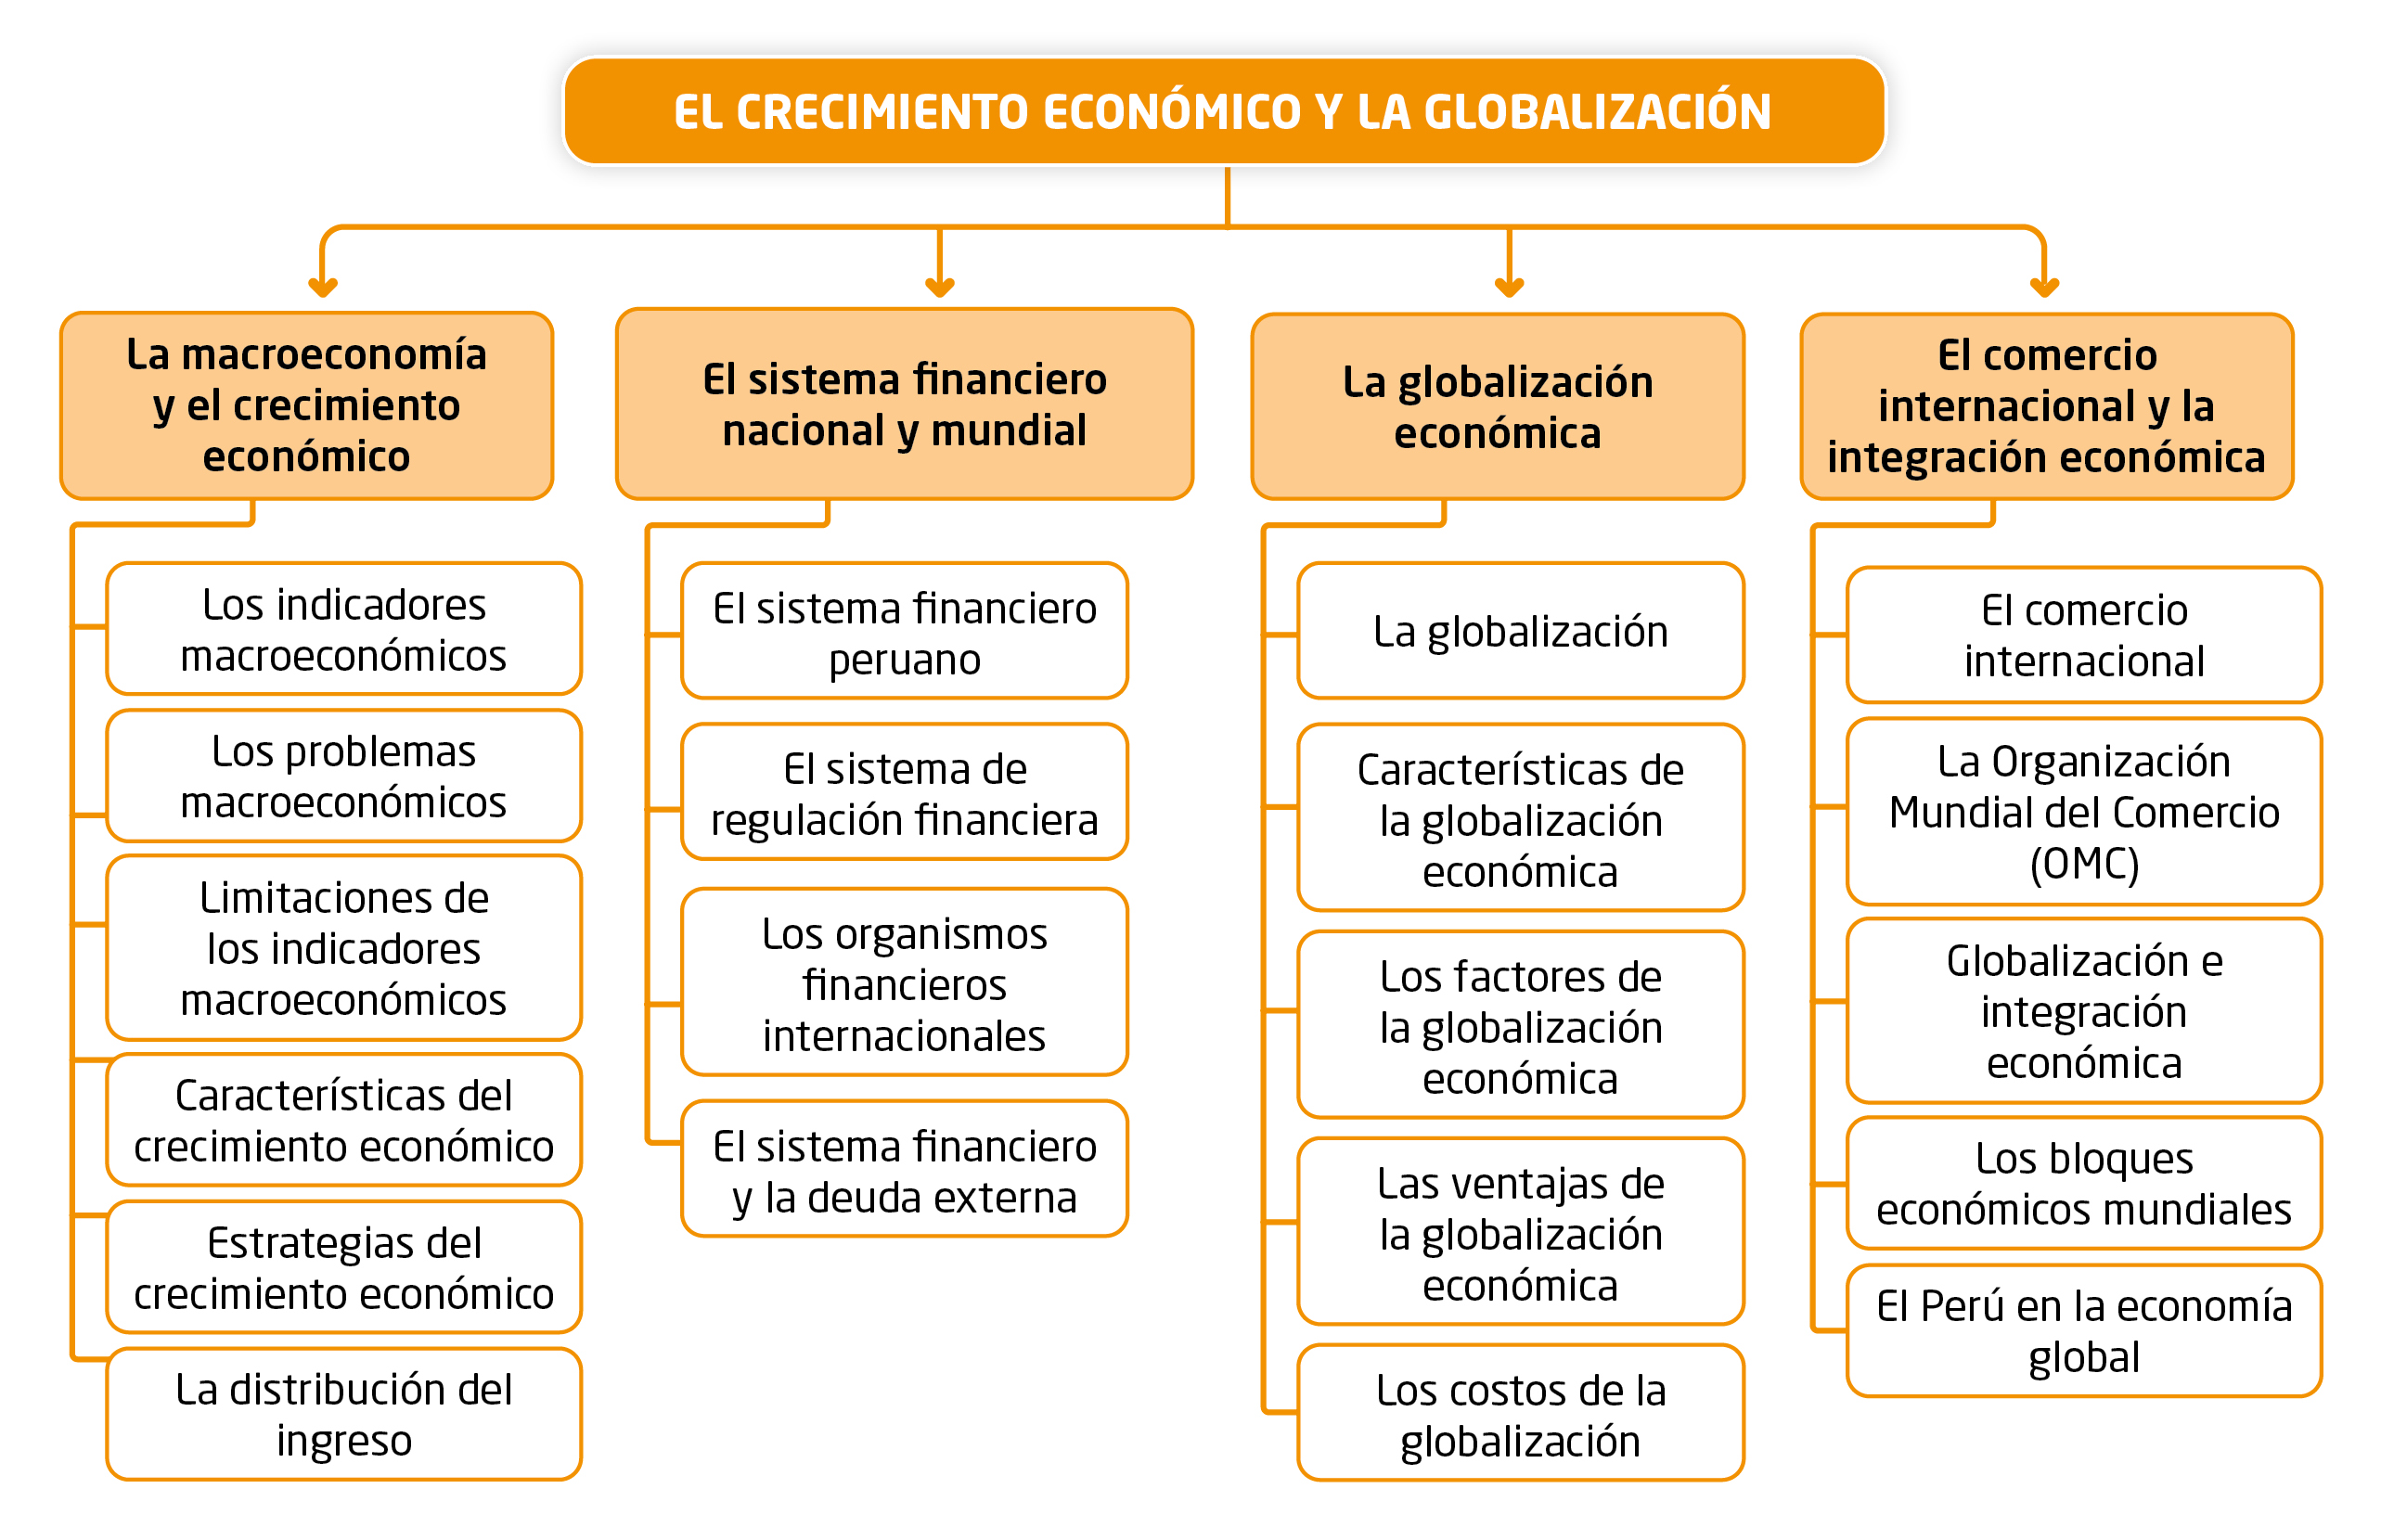 EL CRECIMIENTO ECONÓMICO Y LA GLOBALIZACIÓN
La macroeconomía
y el crecimiento
económico
Los indicadores
macroeconómicos
Los problemas
macroeconómicos
Limitaciones de
los indicadores
macroeconómicos
Características del
crecimiento económico
Estrategias del
crecimiento económico
La distribución del
ingreso
El sistema financiero
nacional y mundial
El sistema financiero
peruano
El sistema de
regulación financiera
Los organismos
financieros
internacionales
El sistema financiero
y la deuda externa
La globalización
económica
La globalización
Características de
la globalización
económica
Los factores de
la globalización
económica
Las ventajas de
la globalización
económica
Los costos de la
globalización
El comercio
internacional y la
integración económica
El comercio
internacional
La Organización
Mundial del Comercio
(OMC)
Globalización e
integración
económica
Los bloques
económicos mundiales
El Perú en la economía
global